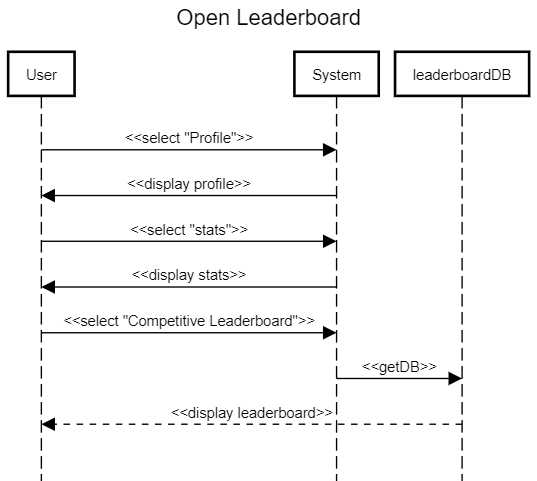 Open Leaderboard
User
System
leaderboardDB
<<select "Profile">>
<<display profile>>
<<select "stats">>
<<display stats>>
<<select "Competitive Leaderboard">>
<<getDB>>
<<display leaderboard>>